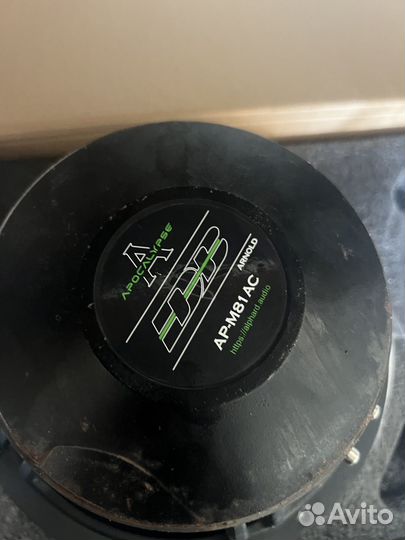 A
APOCALYPSE
DB
AP-M81AC
ARNOLD
https://alphard.audio
Avito